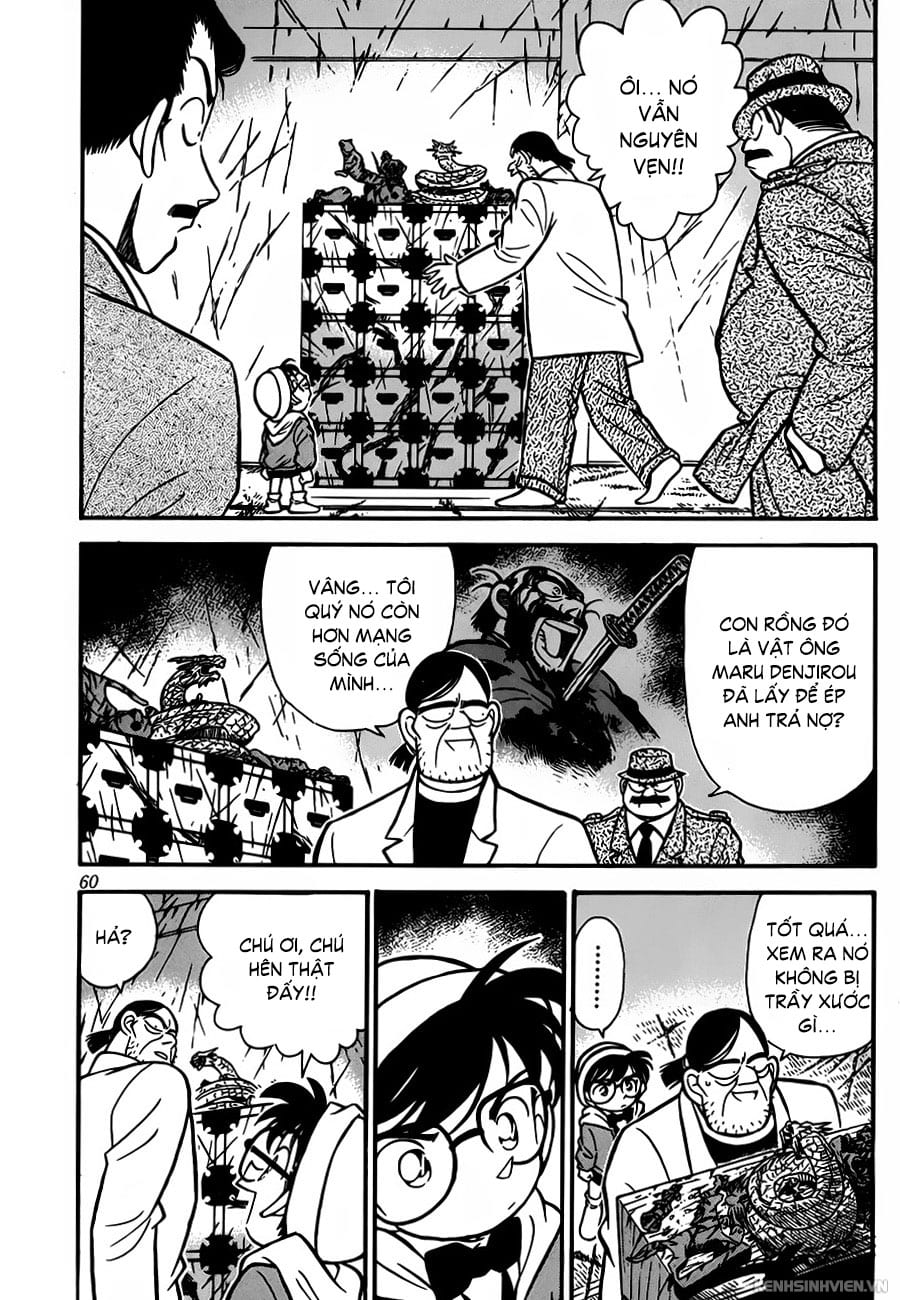 ÔI... NÓ
VẪN
NGUYÊN
VẸN!!
CON RỒNG ĐÓ
LÀ VẬT ÔNG
MARU DENJIROU
ĐÃ LẤY ĐỂ ÉP
ANH TRẢ NỢ?
VÂNG... TÔI
QUÝ NÓ CÒN
HƠN MẠNG
SỐNG CỦA
MÌNH...
60
TỐT QUÁ...
XEM RA NÓ
KHÔNG BỊ
TRẦY XƯỚC
GÌ...
.........
CHÚ ƠI, CHÚ
HÊN THẬT
ĐẤY!!
HẢ?
KENHSINHVIEN.VN